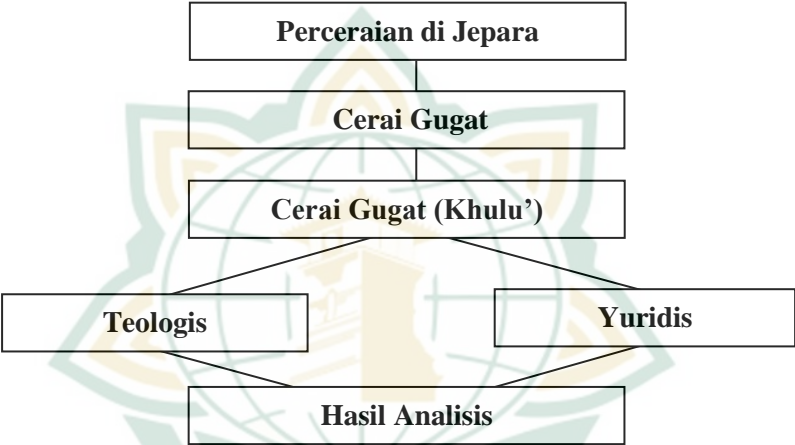 Perceraian di Jepara
Cerai Gugat
Cerai Gugat (Khulu’)
Teologis
Yuridis
Hasil Analisis